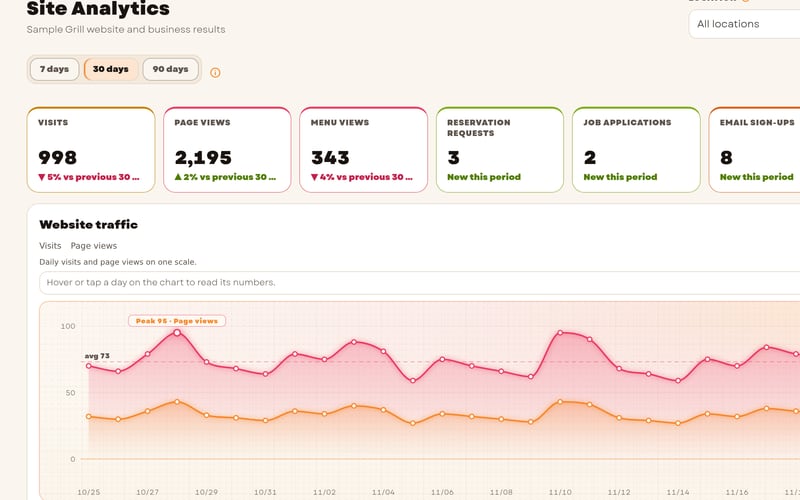 Site Analytics
Sample Grill website and business results
All locations
7 days
30 days
90 days
VISITS
998
▼ 5% vs previous 30 ...
PAGE VIEWS
2,195
▲ 2% vs previous 30 ...
MENU VIEWS
343
▼ 4% vs previous 30 ...
RESERVATION
REQUESTS
3
New this period
JOB APPLICATIONS
2
New this period
EMAIL SIGN-UPS
8
New this period
Website traffic
Visits Page views
Daily visits and page views on one scale.
Hover or tap a day on the chart to read its numbers.
Peak 95 · Page views
100
avg 73
50
0
10/25 10/27 10/29 10/31 11/02 11/04 11/06 11/08 11/10 11/12 11/14 11/16